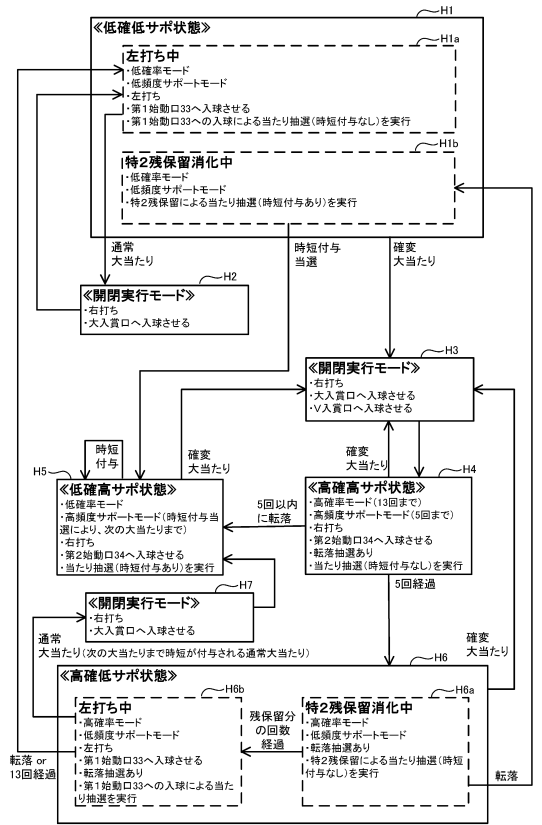 H1
≪低確低サポ状態≫
H1a
左打ち中
・低確率モード
・低頻度サポートモード
・左打ち
・第1始動口33へ入球させる
・第1始動口33への入球による当たり抽選(時短付与なし)を実行
H1b
特2残保留消化中
・低確率モード
・低頻度サポートモード
・特2残保留による当たり抽選(時短付与あり)を実行
通常
大当たり
時短付与
当選
確変
大当たり
H2
≪開閉実行モード≫
・右打ち
・大入賞口へ入球させる
H3
≪開閉実行モード≫
・右打ち
・大入賞口へ入球させる
・V入賞口へ入球させる
時短
付与
確変
大当たり
確変
大当たり
H5
≪低確高サポ状態≫
・低確率モード
・高頻度サポートモード(時短付与当
選により、次の大当たりまで)
・右打ち
・第2始動口34へ入球させる
・当たり抽選(時短付与あり)を実行
5回以内
に転落
H4
≪高確高サポ状態≫
・高確率モード(13回まで)
・高頻度サポートモード(5回まで)
・右打ち
・第2始動口34へ入球させる
・転落抽選あり
・当たり抽選(時短付与なし)を実行
5回経過
H7
≪開閉実行モード≫
・右打ち
・大入賞口へ入球させる
通常
大当たり(次の大当たりまで時短が付与される通常大当たり)
確変
大当たり
H6
≪高確低サポ状態≫
H6b
左打ち中
・高確率モード
・低頻度サポートモード
・左打ち
・第1始動口33へ入球させる
・転落抽選あり
・第1始動口33への入球による当た
り抽選を実行
残保留分
の回数
経過
H6a
特2残保留消化中
・高確率モード
・低頻度サポートモード
・転落抽選あり
・特2残保留による当たり抽選(時短
付与なし)を実行
転落 or
13回経過
転落